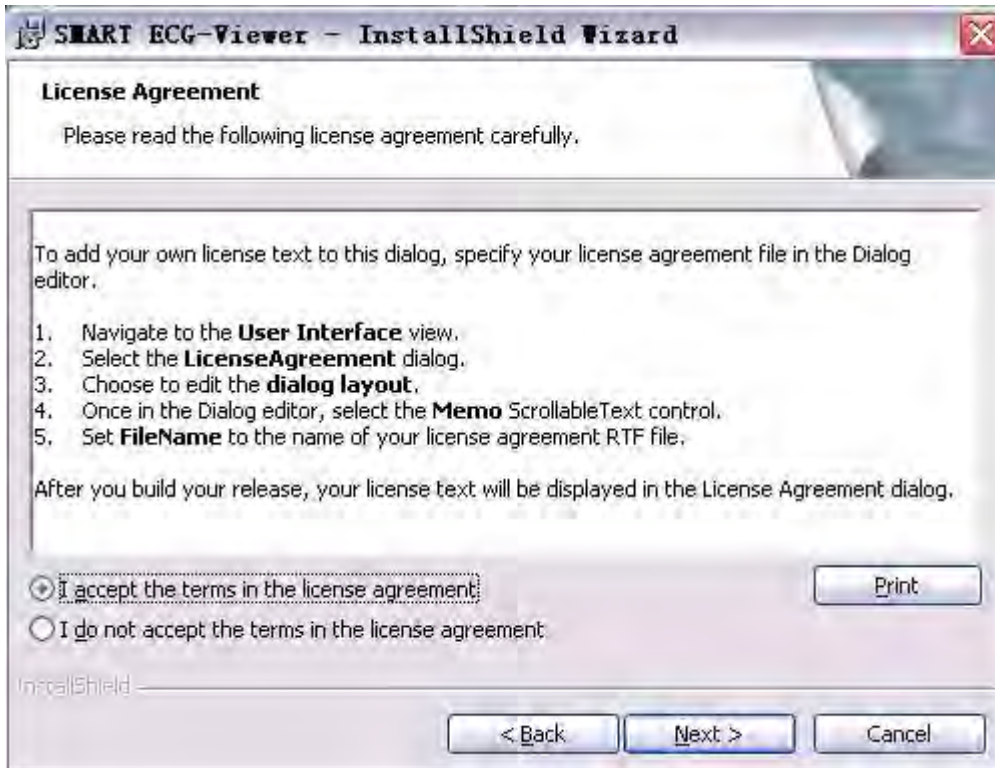 SMART ECG-Viewer - InstallShield Wizard
License Agreement
Please read the following license agreement carefully.
To add your own license text to this dialog, specify your license agreement file in the Dialog
editor.
1. Navigate to the User Interface view.
2. Select the LicenseAgreement dialog.
3. Choose to edit the dialog layout.
4. Once in the Dialog editor, select the Memo ScrollableText control.
5. Set FileName to the name of your license agreement RTF file.
After you build your release, your license text will be displayed in the License Agreement dialog.
I accept the terms in the license agreement
Print
I do not accept the terms in the license agreement
InstallShield
< Back
Next >
Cancel